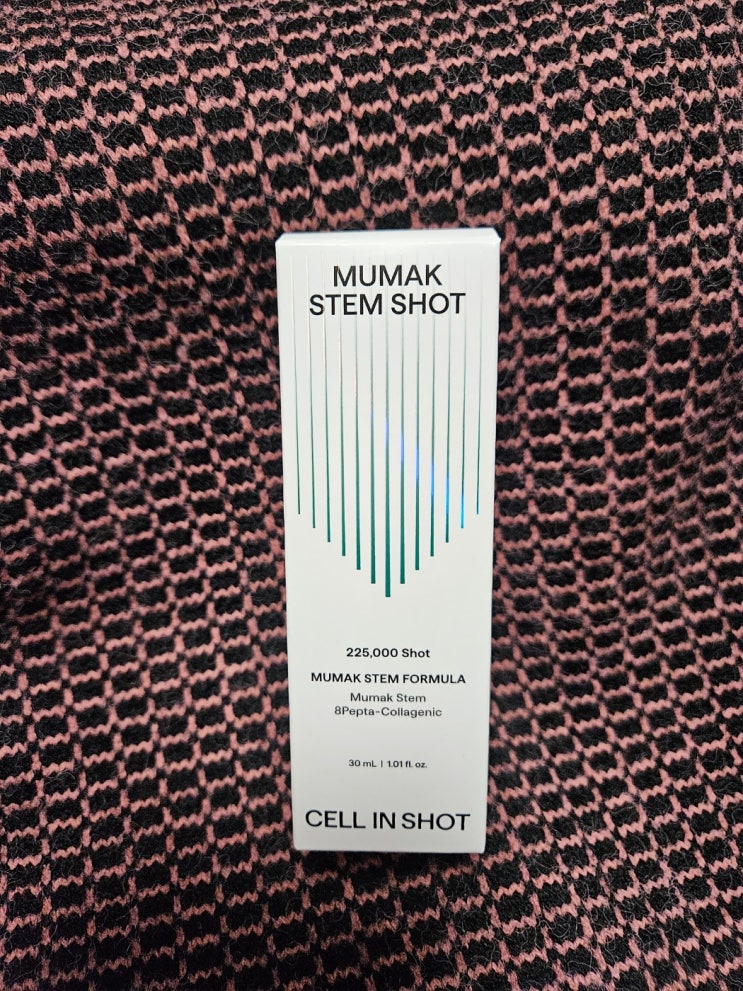 MUMAK
STEM SHOT
225,000 Shot
MUMAK STEM FORMULA
Mumak Stem
8Pepta-Collagenic
30 mL | 1.01 fl. oz.
CELL IN SHOT